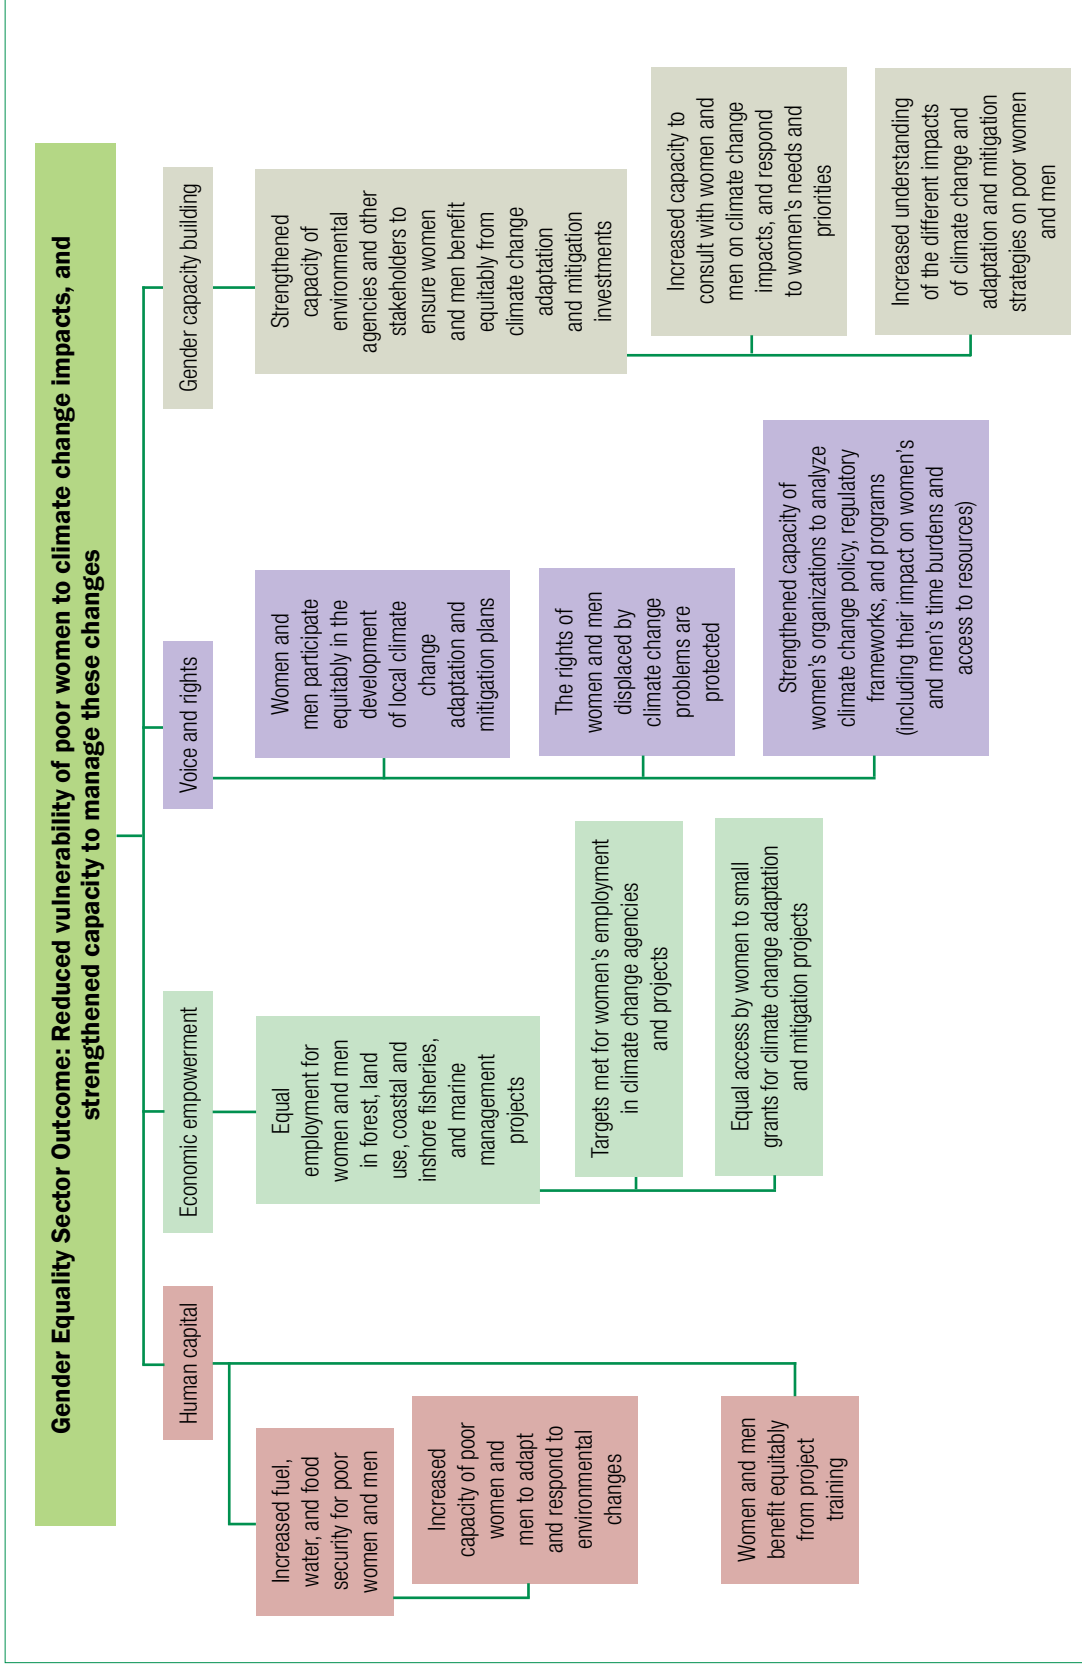 Gender Equality Sector Outcome: Reduced vulnerability of poor women to climate change impacts, and
strengthened capacity to manage these changes
Human capital
Increased fuel,
water, and food
security for poor
women and men
Increased
capacity of poor
women and
men to adapt
and respond to
environmental
changes
Women and men
benefit equitably
from project
training
Economic empowerment
Equal
employment for
women and men
in forest, land
use, coastal and
inshore fisheries,
and marine
management
projects
Targets met for women’s employment
in climate change agencies
and projects
Equal access by women to small
grants for climate change adaptation
and mitigation projects
Voice and rights
Women and
men participate
equitably in the
development
of local climate
change
adaptation and
mitigation plans
The rights of
women and men
displaced by
climate change
problems are
protected
Strengthened capacity of
women’s organizations to analyze
climate change policy, regulatory
frameworks, and programs
(including their impact on women’s
and men’s time burdens and
access to resources)
Gender capacity building
Strengthened
capacity of
environmental
agencies and other
stakeholders to
ensure women
and men benefit
equitably from
climate change
adaptation
and mitigation
investments
Increased capacity to
consult with women and
men on climate change
impacts, and respond
to women’s needs and
priorities
Increased understanding
of the different impacts
of climate change and
adaptation and mitigation
strategies on poor women
and men